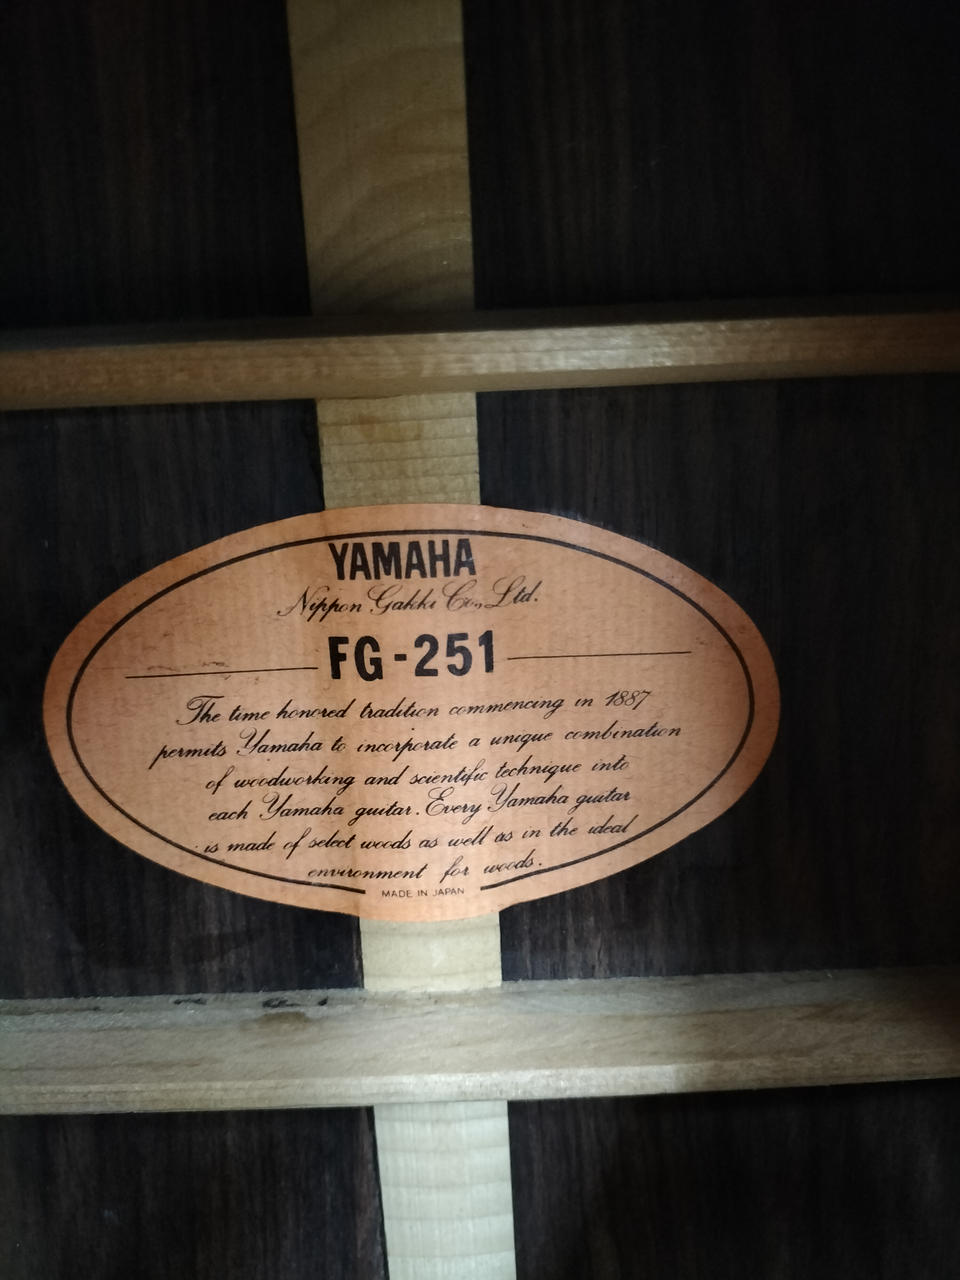 YAMAHA
Nippon Gakki Co., Ltd.
FG-251
The time honored tradition commencing in 1887
permits Yamaha to incorporate a unique combination
of woodworking and scientific technique into
each Yamaha guitar. Every Yamaha guitar
is made of select woods as well as in the ideal
environment for woods.
MADE IN JAPAN